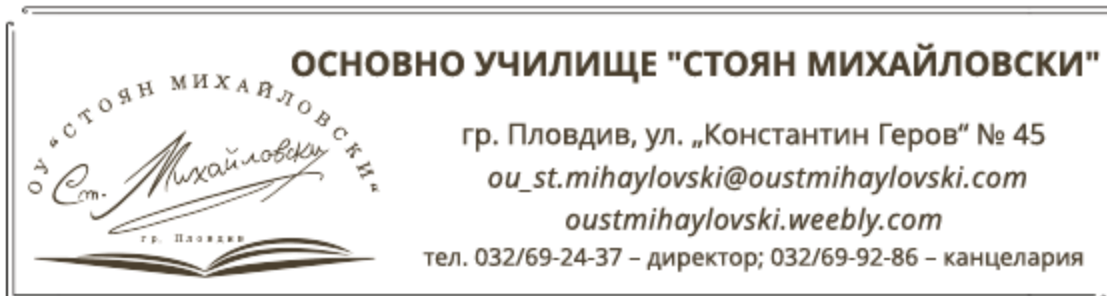 ОСНОВНО УЧИЛИЩЕ "СТОЯН МИХАЙЛОВСКИ"
ОУ "СТОЯН МИХАЙЛОВСКИ"
Ст. Михайловски
гр. Пловдив
гр. Пловдив, ул. „Константин Геров“ № 45
ou_st.mihaylovski@oustmihaylovski.com
oustmihaylovski.weebly.com
тел. 032/69-24-37 – директор; 032/69-92-86 – канцелария